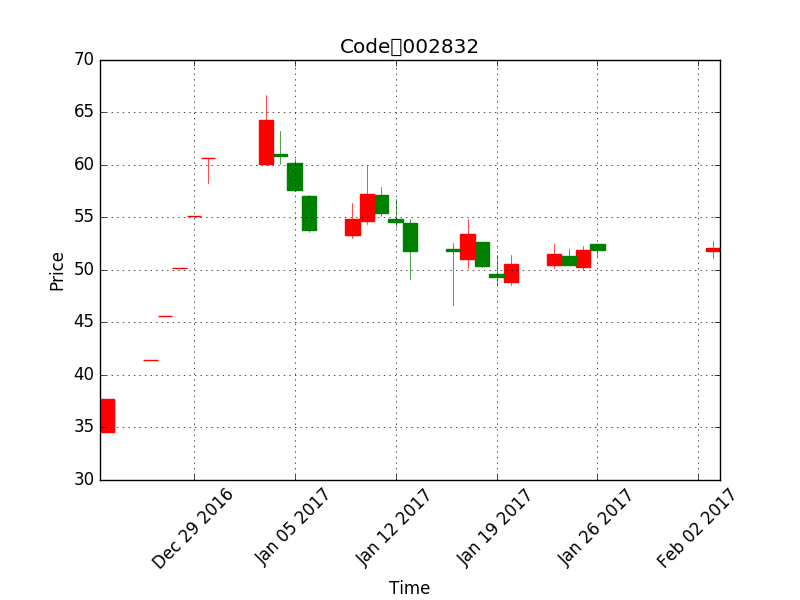 Code▯002832
70
65
60
55
50
45
40
35
30
Price
Dec 29 2016
Jan 05 2017
Jan 12 2017
Jan 19 2017
Jan 26 2017
Feb 02 2017
Time